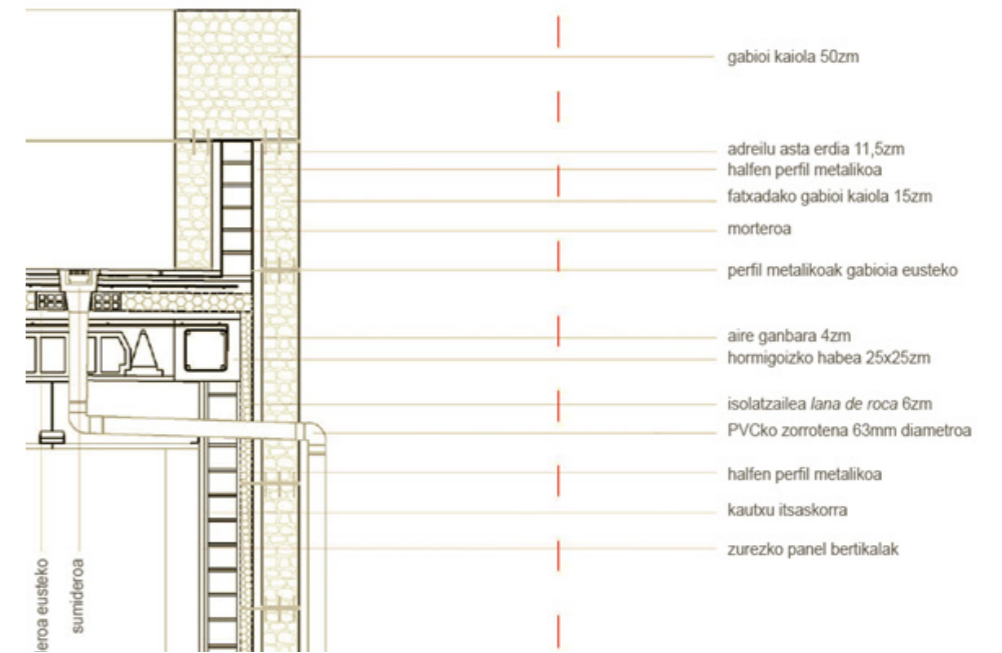 gabioi kaiola 50zm
adreilu asta erdia 11,5zm
halfen perfil metalikoa
fatxadako gabioi kaiola 15zm
morteroa
perfil metalikoak gabioia eusteko
aire ganbara 4zm
hormigoizko habea 25x25zm
isolatzailea lana de roca 6zm
PVCko zorrotena 63mm diametroa
halfen perfil metalikoa
kautxu itsaskorra
zurezko panel bertikalak
eusteko
sumideroa